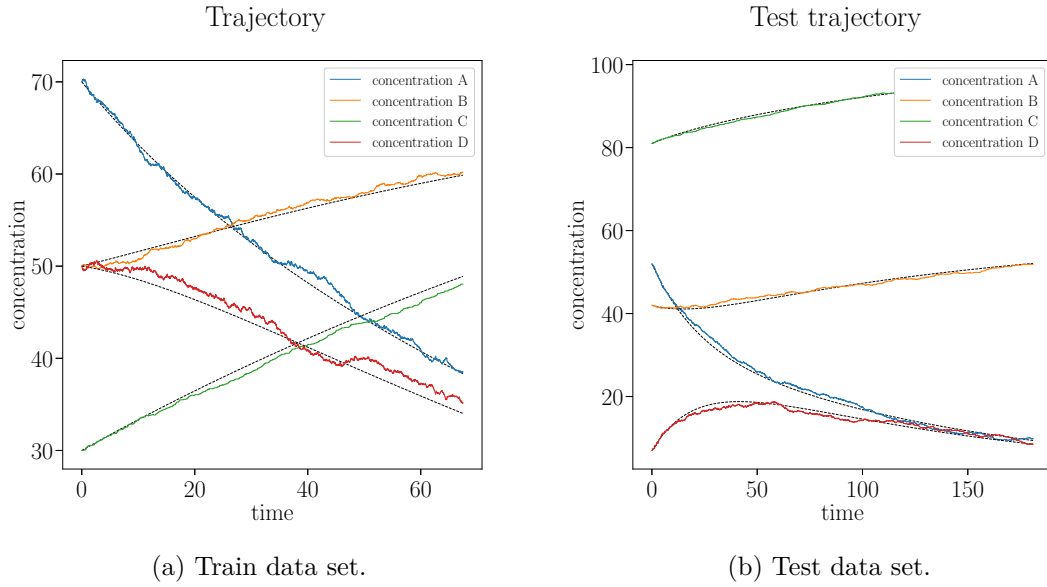 Trajectory
70
60
50
40
30
0
20
40
60
concentration
time
concentration A
concentration B
concentration C
concentration D
(a) Train data set.
Test trajectory
100
80
60
40
20
0
50
100
150
concentration
time
concentration A
concentration B
concentration C
concentration D
(b) Test data set.